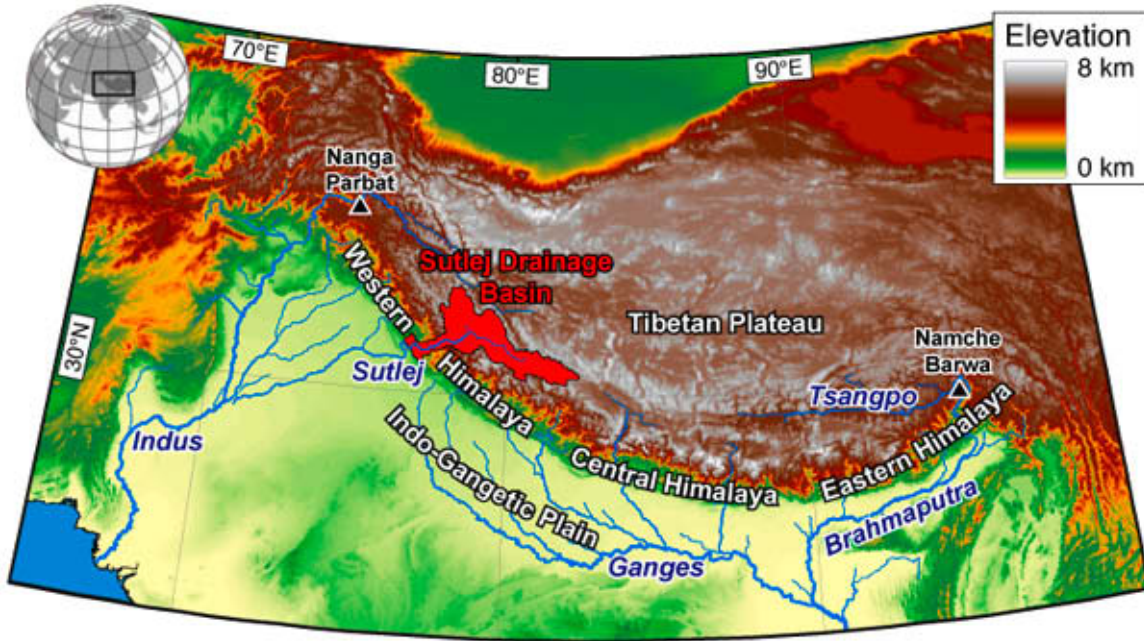 70°E
80°E
90°E
Elevation
8 km
0 km
Nanga
Parbat
Western
Sutlej Drainage
Basin
Tibetan Plateau
30°N
Namche
Barwa
Sutlej
Himalaya
Tsangpo
Indus
Indo-Gangetic Plain
Central Himalaya
Eastern Himalaya
Brahmaputra
Ganges